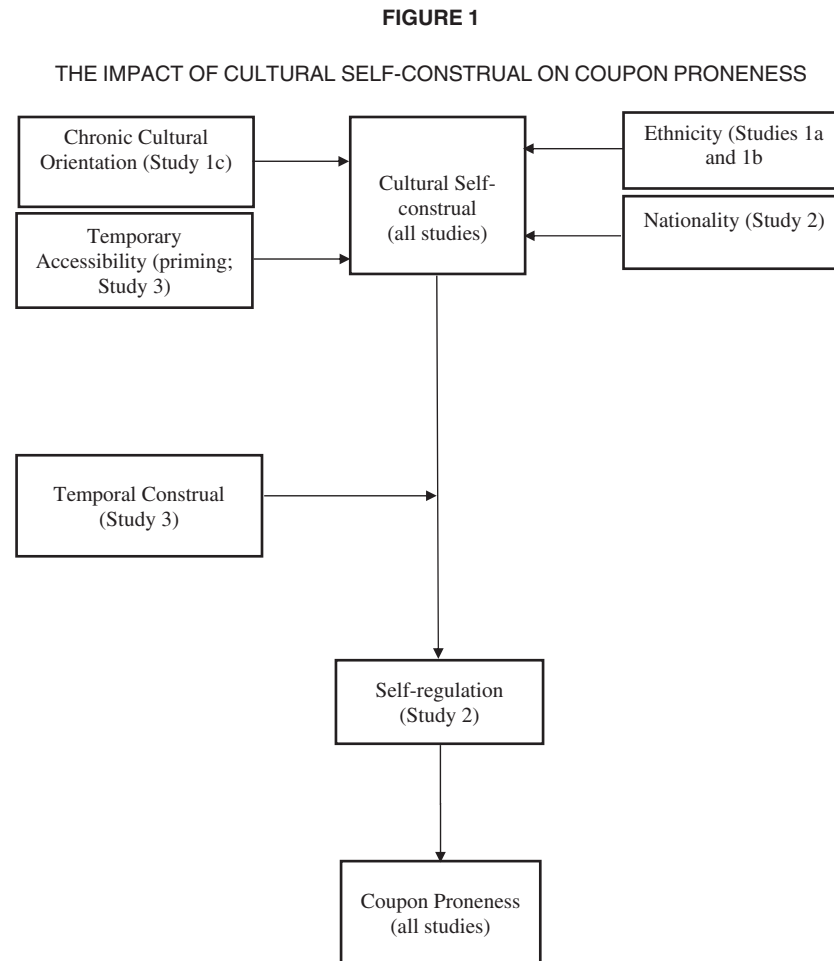 FIGURE 1
THE IMPACT OF CULTURAL SELF-CONSTRUAL ON COUPON PRONENESS
Chronic Cultural
Orientation (Study 1c)
Temporary
Accessibility (priming;
Study 3)
Cultural Self-
construal
(all studies)
Ethnicity (Studies 1a
and 1b
Nationality (Study 2)
Temporal Construal
(Study 3)
Self-regulation
(Study 2)
Coupon Proneness
(all studies)